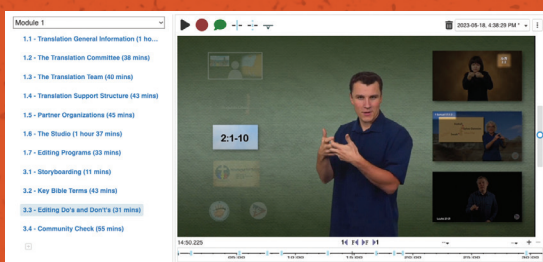 Module 1
2023-05-18, 4:38:29 PM *
1.1 - Translation General Information (1 ho...
1.2 - The Translation Committee (38 mins)
1.3 - The Translation Team (40 mins)
1.4 - Translation Support Structure (43 mins)
1.5 - Partner Organizations (45 mins)
1.6 - The Studio (1 hour 37 mins)
1.7 - Editing Programs (33 mins)
3.1 - Storyboarding (11 mins)
3.2 - Key Bible Terms (43 mins)
3.3 - Editing Do's and Don't's (31 mins)
3.4 - Community Check (55 mins)
2:1-10
14:50.225